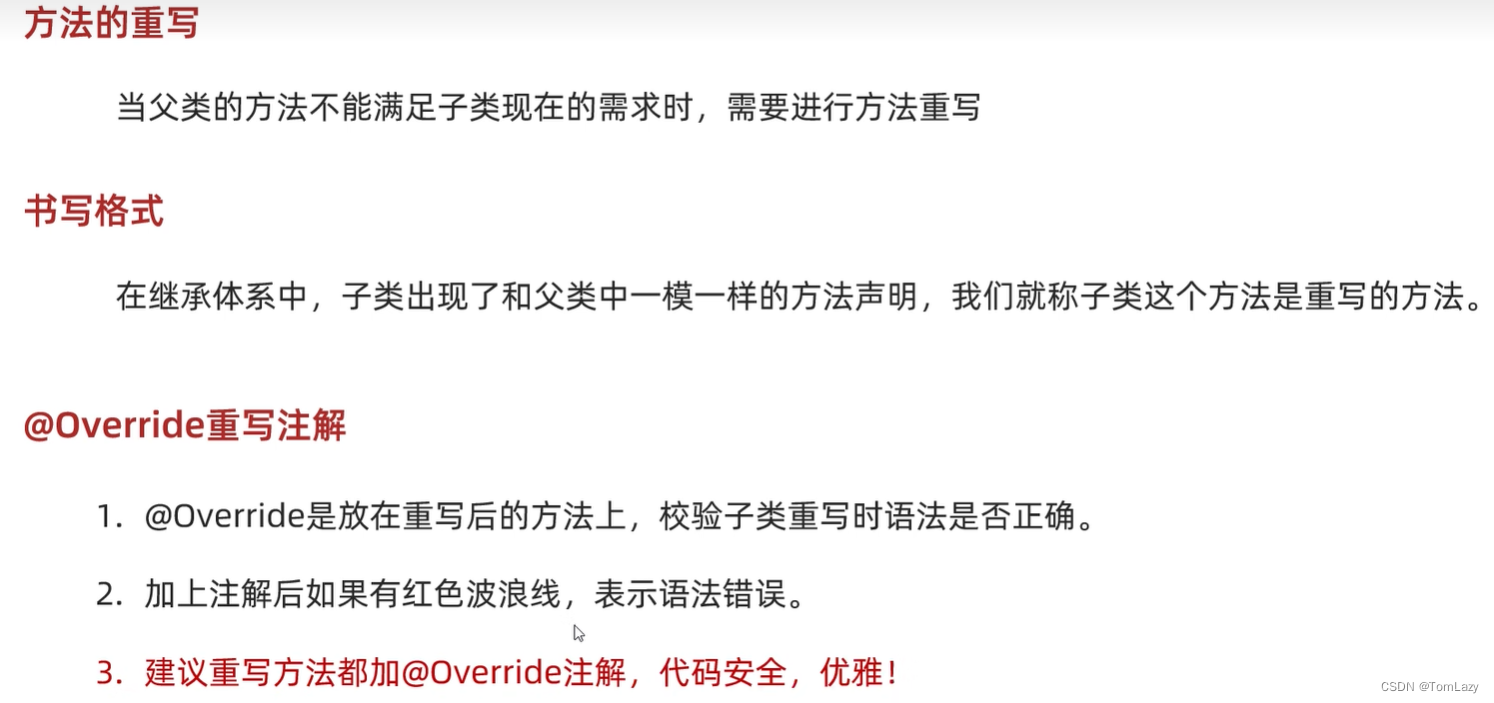 方法的重写
当父类的方法不能满足子类现在的需求时，需要进行方法重写
书写格式
在继承体系中，子类出现了和父类中一模一样的方法声明，我们就称子类这个方法是重写的方法。
@Override重写注解
1. @Override是放在重写后的方法上，校验子类重写时语法是否正确。
2. 加上注解后如果有红色波浪线，表示语法错误。
3. 建议重写方法都加@Override注解，代码安全，优雅！
CSDN @TomLazy